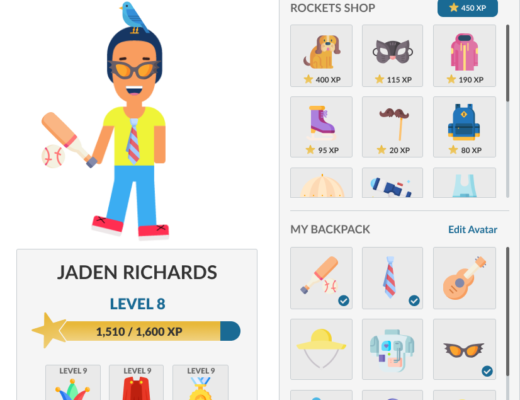 ROCKETS SHOP
450 XP
400 XP
115 XP
190 XP
95 XP
20 XP
80 XP
MY BACKPACK
Edit Avatar
JADEN RICHARDS
LEVEL 8
1,510 / 1,600 XP
LEVEL 9
LEVEL 9
LEVEL 9